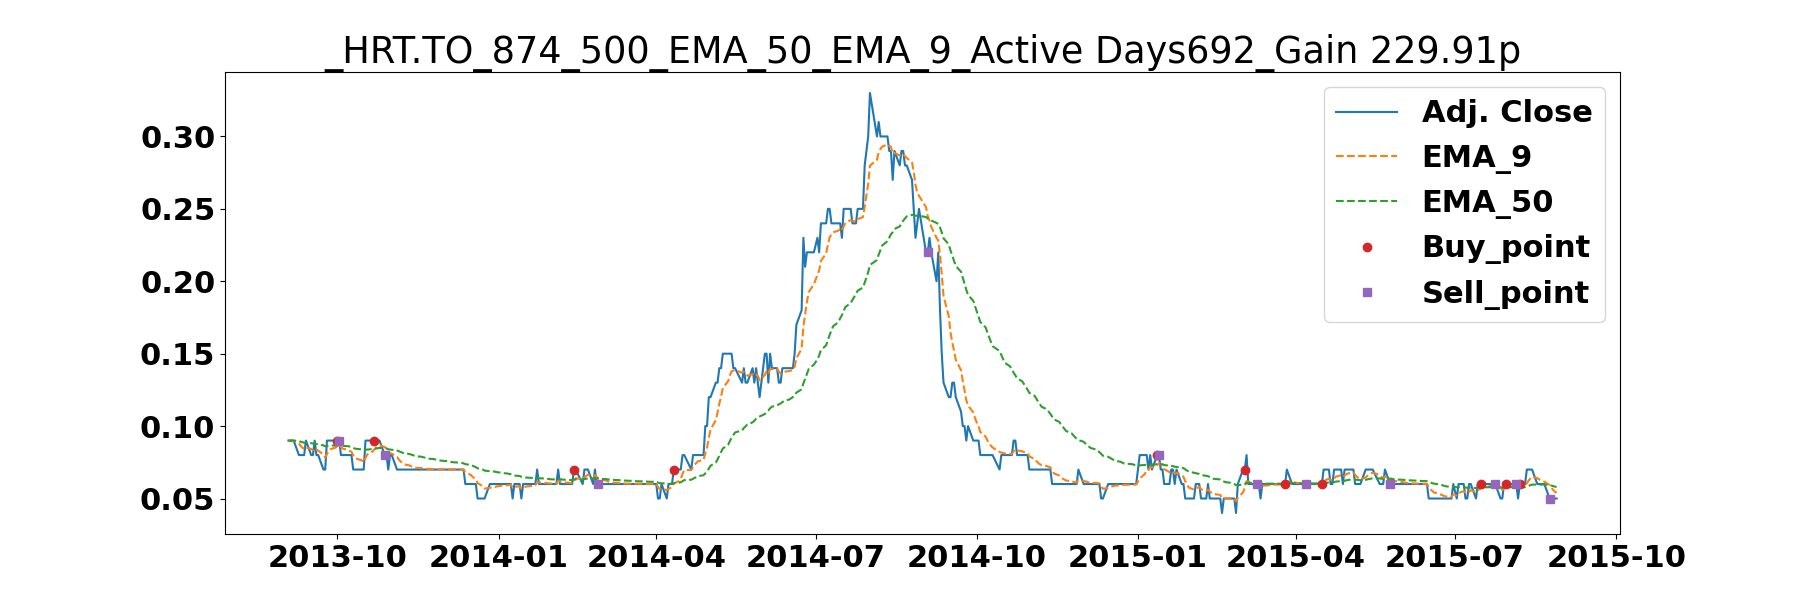 _HRT.TO_874_500_EMA_50_EMA_9_Active Days692_Gain 229.91p
0.30
0.25
0.20
0.15
0.10
0.05
2013-10 2014-01 2014-04 2014-07 2014-10 2015-01 2015-04 2015-07 2015-10
Adj. Close
EMA_9
EMA_50
Buy_point
Sell_point